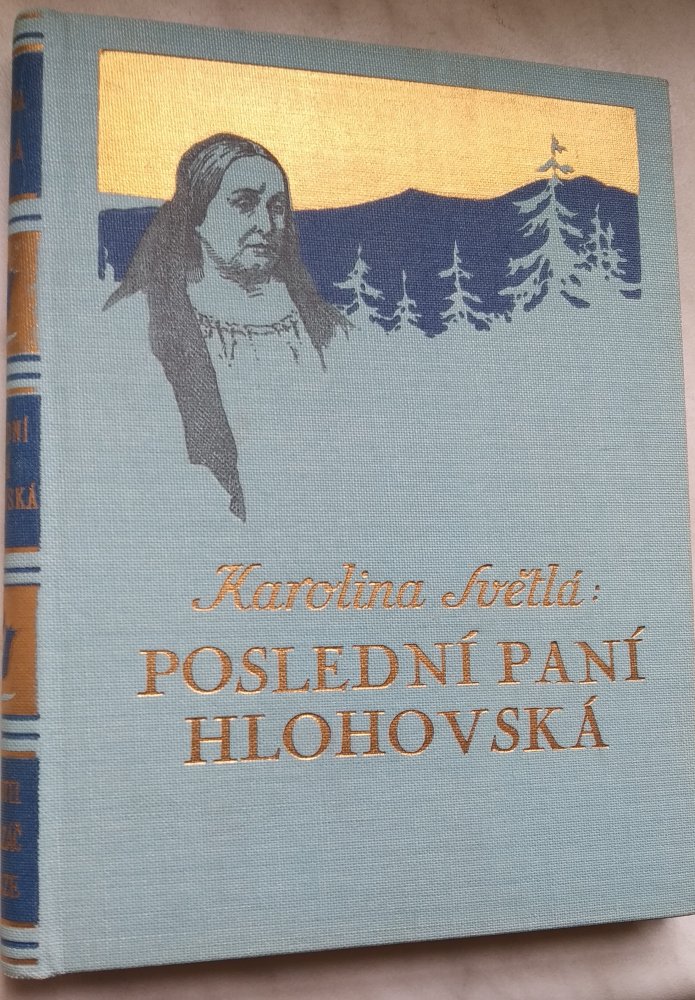 Karolina Světlá:
POSLEDNÍ PANÍ
HLOHOVSKÁ